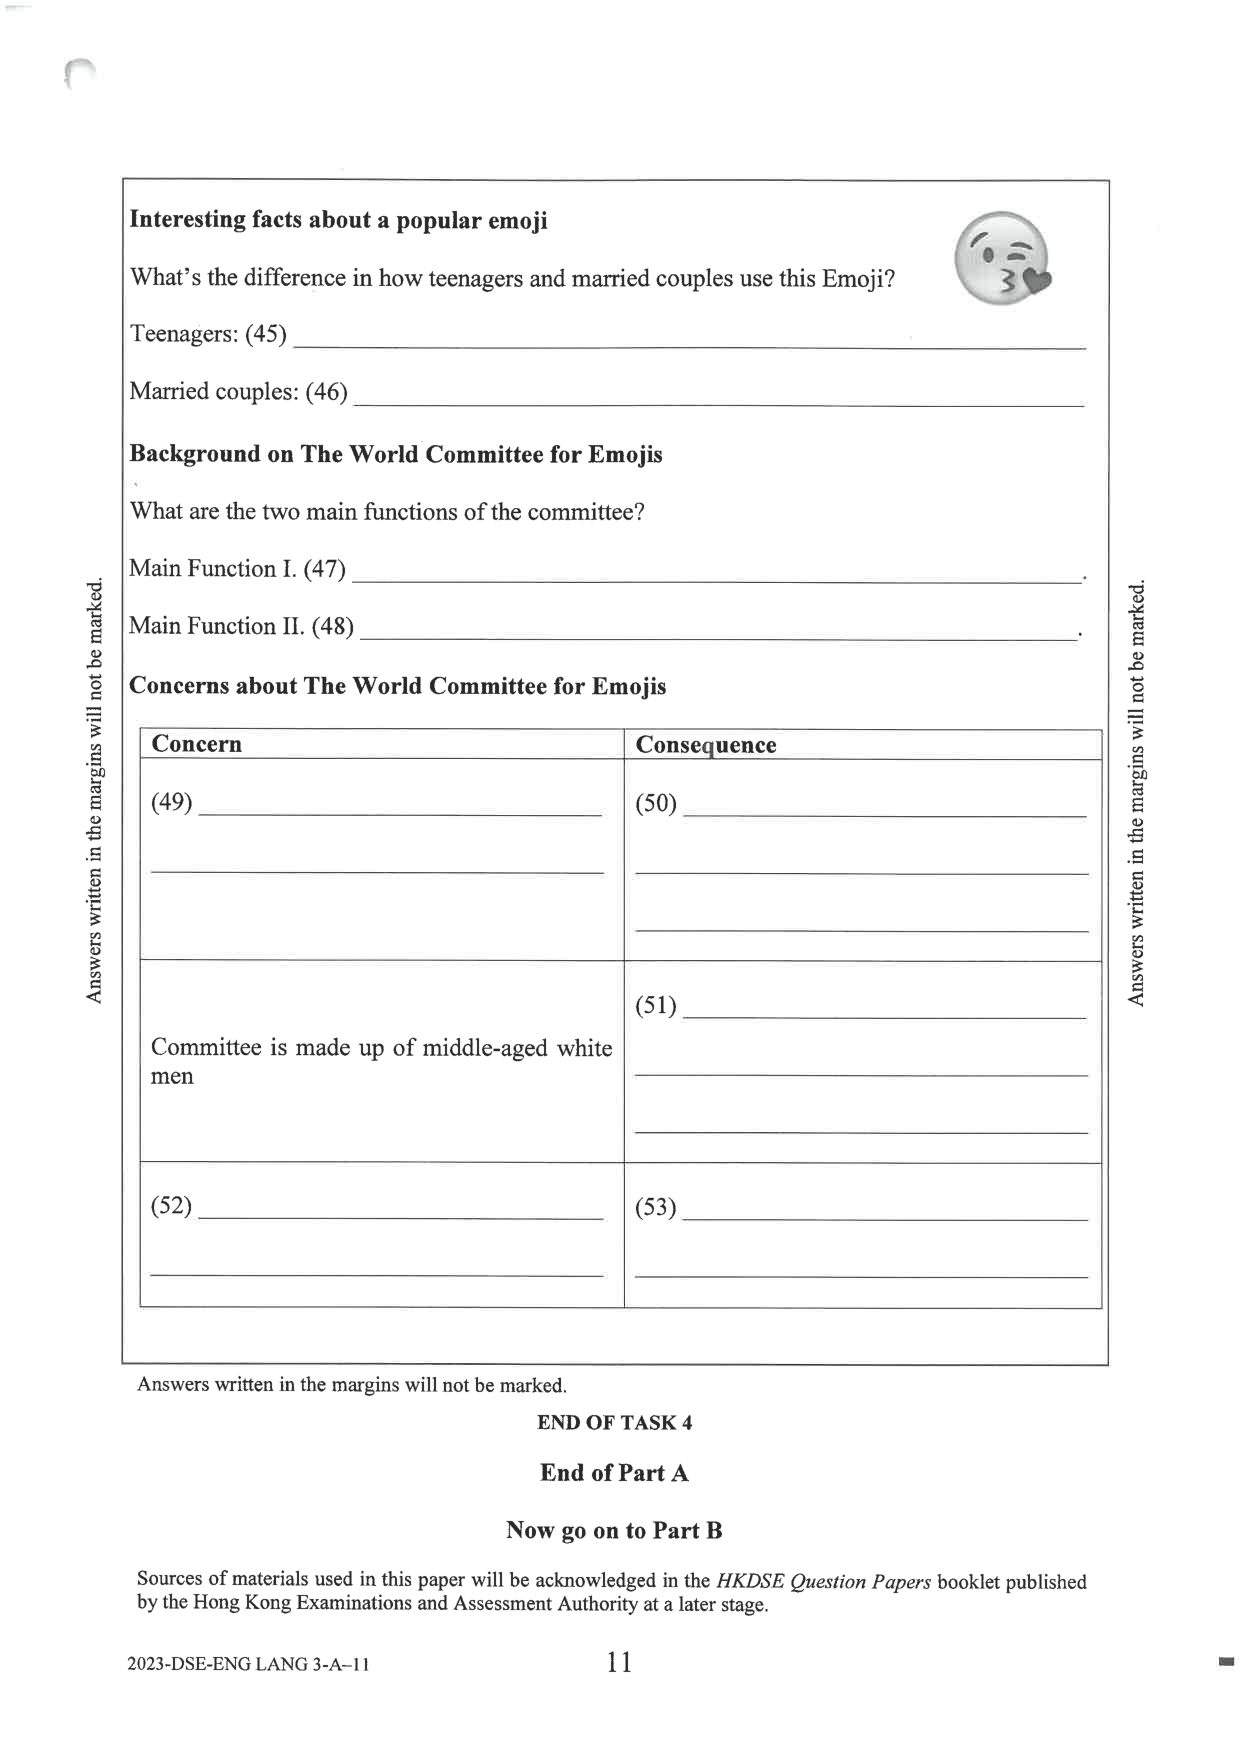 Interesting facts about a popular emoji
What's the difference in how teenagers and married couples use this Emoji?
Teenagers: (45)
Married couples: (46)
Background on The World Committee for Emojis
What are the two main functions of the committee?
Main Function I. (47) .
Main Function II. (48) .
Concerns about The World Committee for Emojis
Concern
Consequence
(49)
(50)
Committee is made up of middle-aged white
men
(51)
(52)
(53)
Answers written in the margins will not be marked.
Answers written in the margins will not be marked.
Answers written in the margins will not be marked.
END OF TASK 4
End of Part A
Now go on to Part B
Sources of materials used in this paper will be acknowledged in the HKDSE Question Papers booklet published
by the Hong Kong Examinations and Assessment Authority at a later stage.
2023-DSE-ENG LANG 3-A–11
11